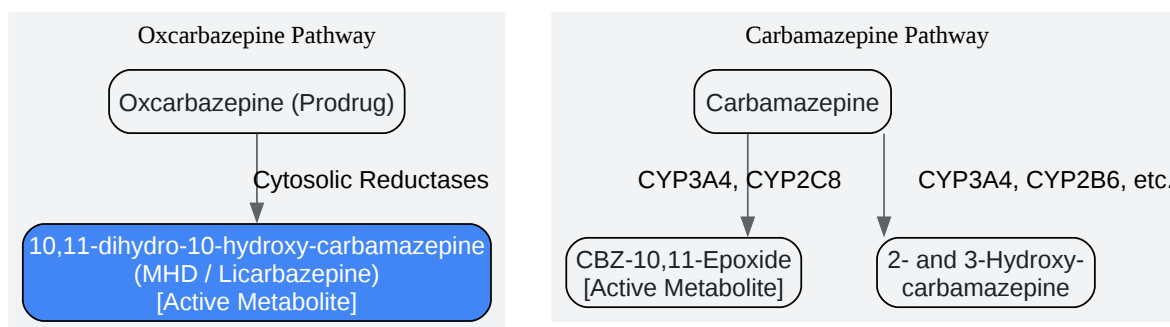 Oxcarbazepine Pathway
Oxcarbazepine (Prodrug)
Cytosolic Reductases
10,11-dihydro-10-hydroxy-carbamazepine
(MHD / Licarbazepine)
[Active Metabolite]
Carbamazepine Pathway
Carbamazepine
CYP3A4, CYP2C8
CYP3A4, CYP2B6, etc.
CBZ-10,11-Epoxide
[Active Metabolite]
2- and 3-Hydroxy-
carbamazepine